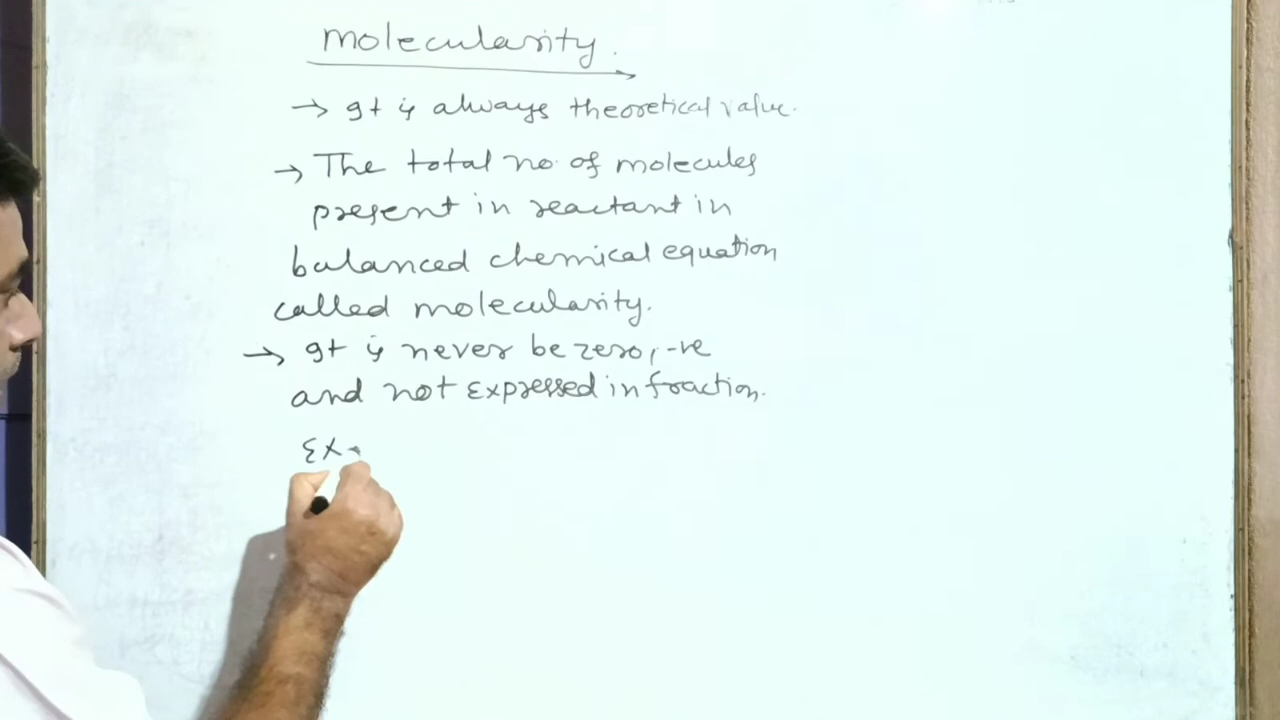 molecularity.
→ It is always theoretical value.
→ The total no. of molecules
present in reactant in
balanced chemical equation
called molecularity.
→ It is never be zero, -ve
and not expressed in fraction.
Ex-